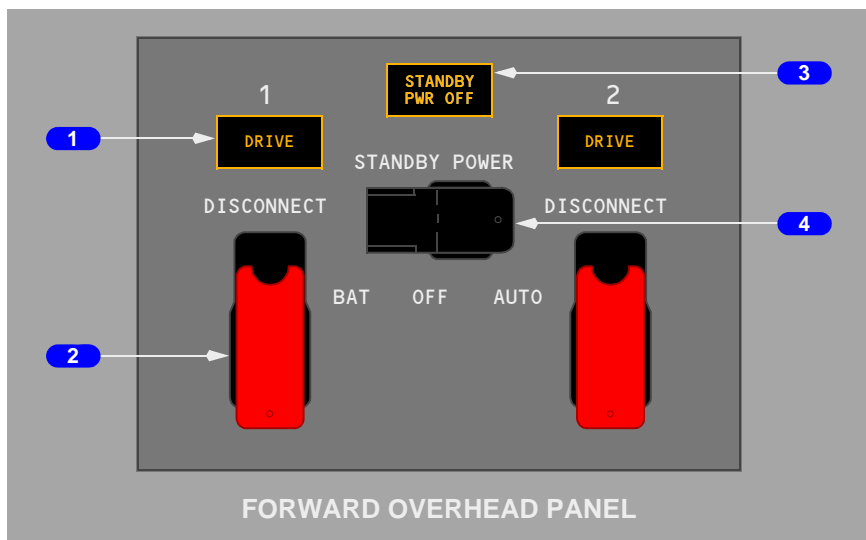 3
STANDBY
PWR OFF
1
2
1
DRIVE
DRIVE
STANDBY POWER
DISCONNECT
DISCONNECT
4
BAT OFF AUTO
2
FORWARD OVERHEAD PANEL